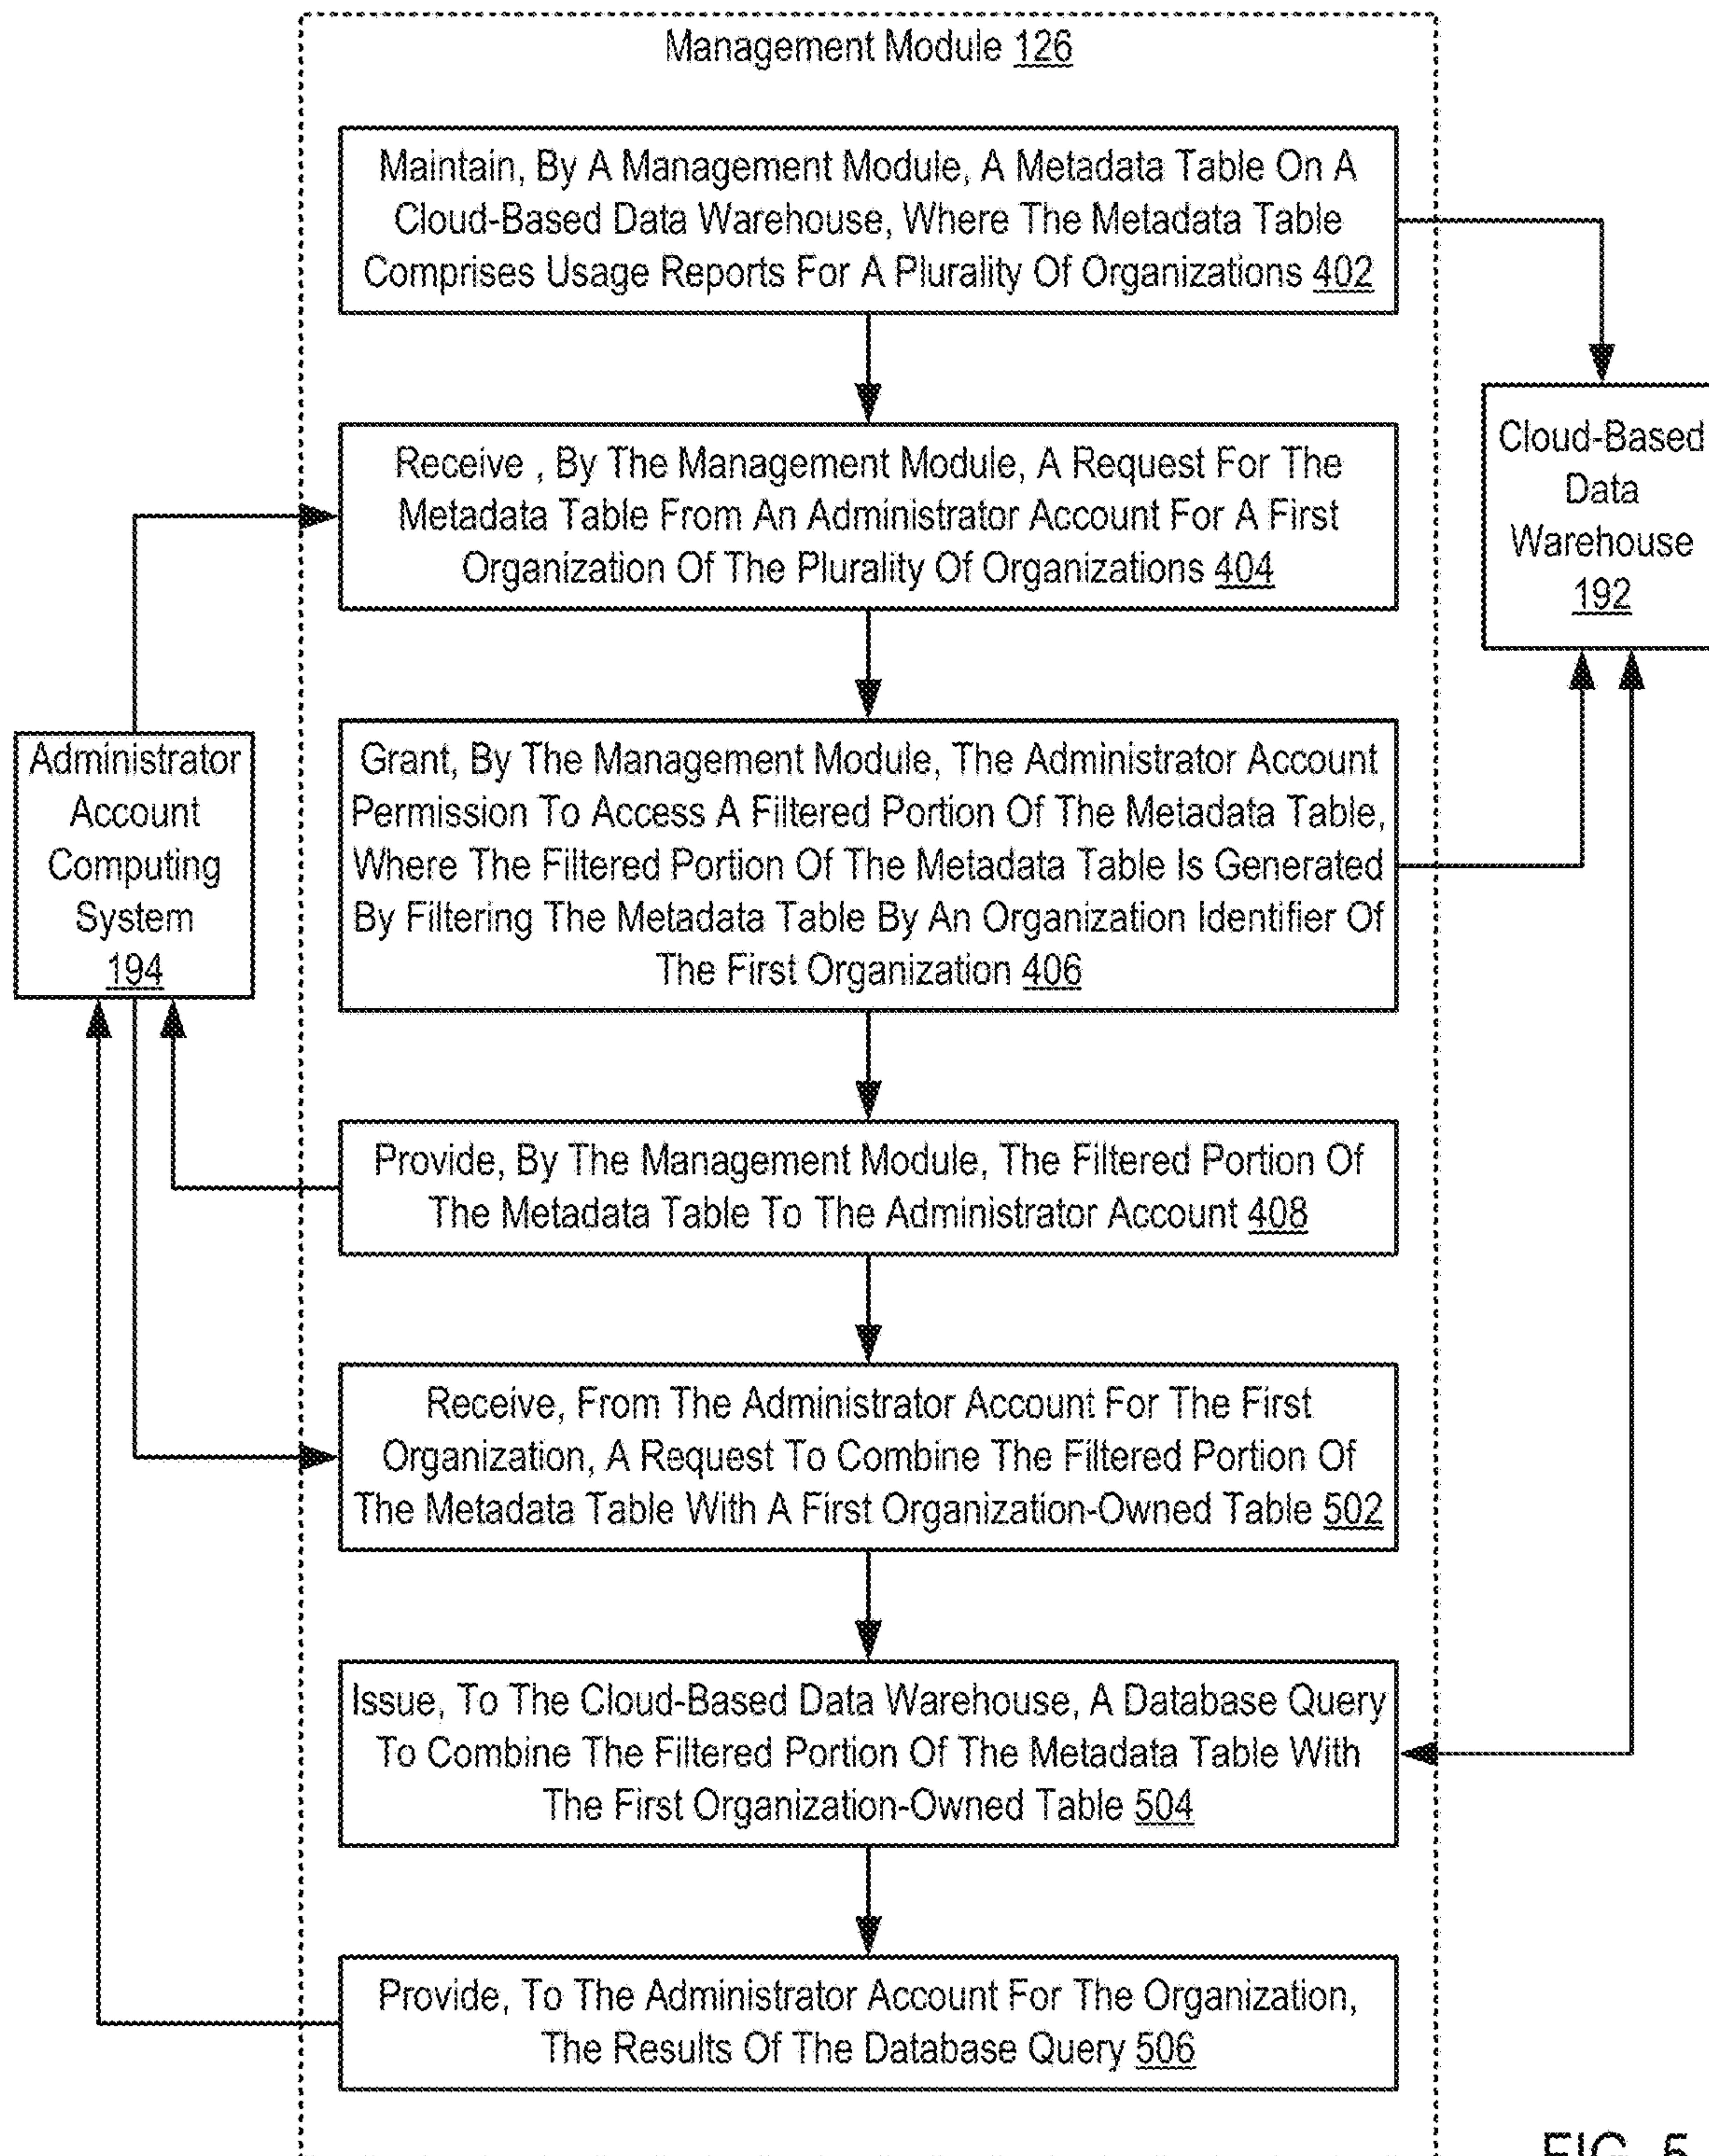 Management Module 126
Maintain, By A Management Module, A Metadata Table On A
Cloud-Based Data Warehouse, Where The Metadata Table
Comprises Usage Reports For A Plurality Of Organizations 402
Receive , By The Management Module, A Request For The
Metadata Table From An Administrator Account For A First
Organization Of The Plurality Of Organizations 404
Cloud-Based
Data
Warehouse
192
Administrator
Account
Computing
System
194
Grant, By The Management Module, The Administrator Account
Permission To Access A Filtered Portion Of The Metadata Table,
Where The Filtered Portion Of The Metadata Table Is Generated
By Filtering The Metadata Table By An Organization Identifier Of
The First Organization 406
Provide, By The Management Module, The Filtered Portion Of
The Metadata Table To The Administrator Account 408
Receive, From The Administrator Account For The First
Organization, A Request To Combine The Filtered Portion Of
The Metadata Table With A First Organization-Owned Table 502
Issue, To The Cloud-Based Data Warehouse, A Database Query
To Combine The Filtered Portion Of The Metadata Table With
The First Organization-Owned Table 504
Provide, To The Administrator Account For The Organization,
The Results Of The Database Query 506
FIG. 5